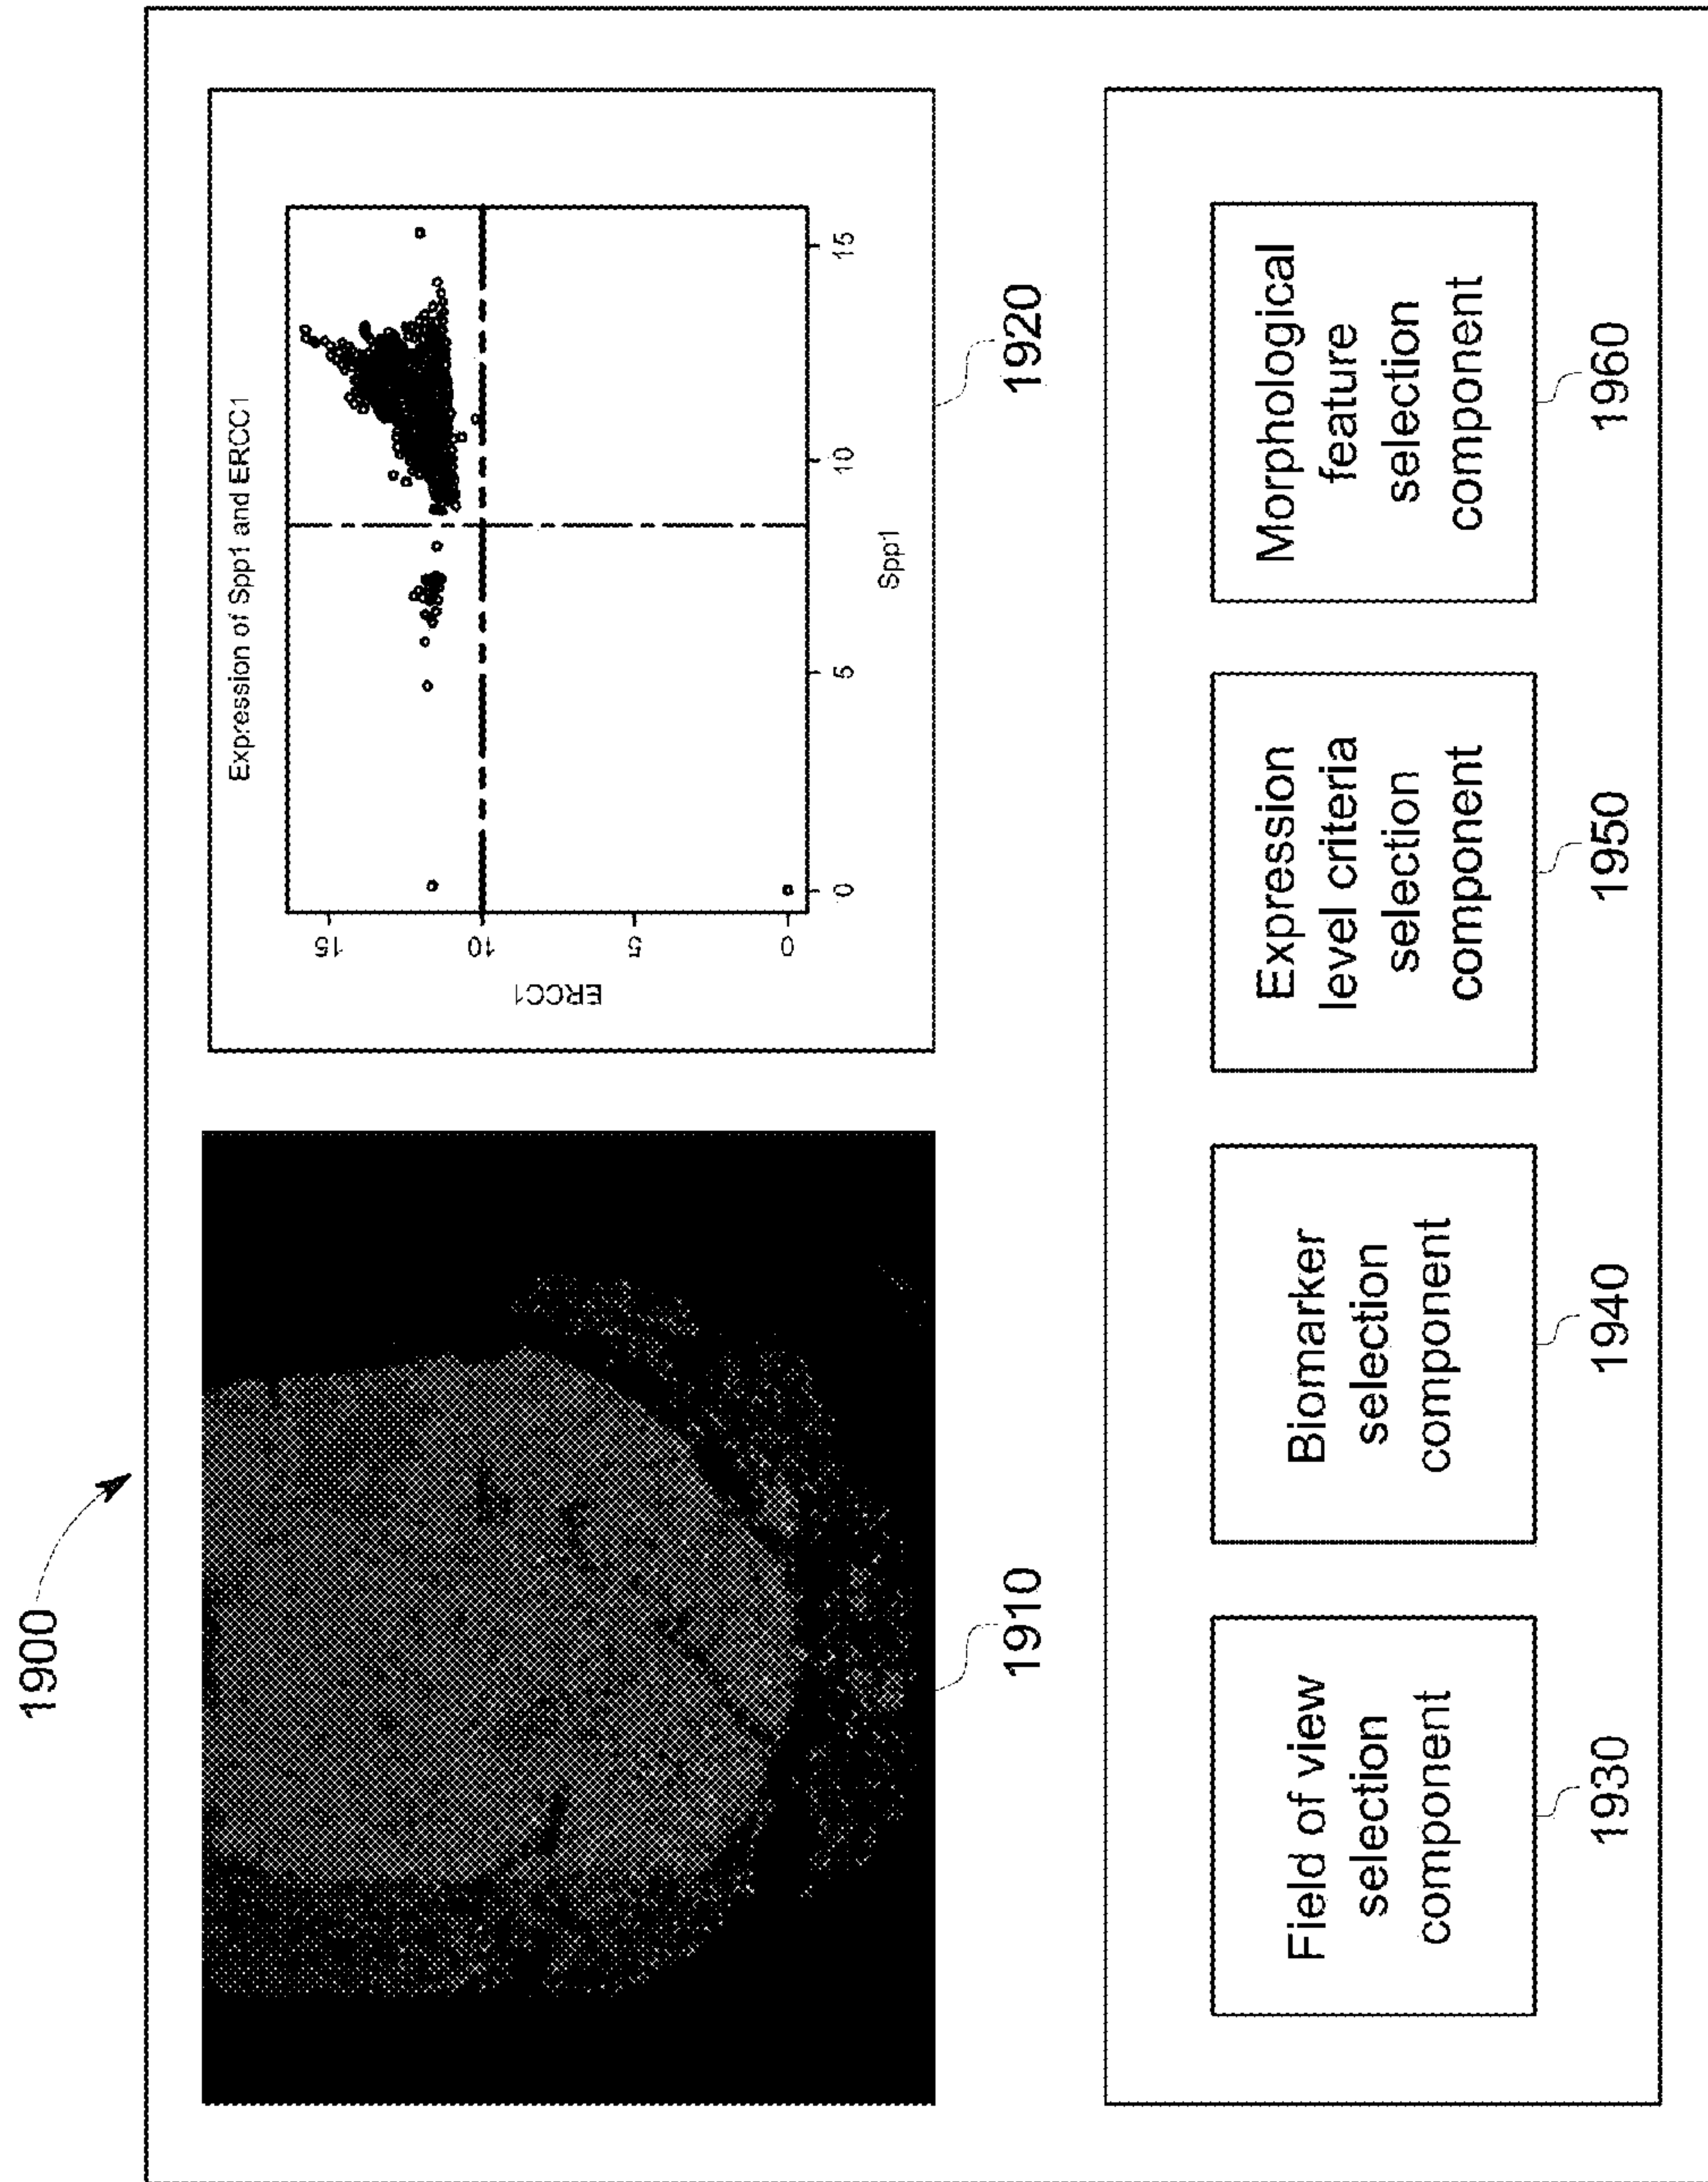 1900
Expression of Spp1 and ERCC1
ERCC1
15
10
5
0
0
5
10
15
Spp1
1910
1920
Field of view
selection
component
1930
Biomarker
selection
component
1940
Expression
level criteria
selection
component
1950
Morphological
feature
selection
component
1960